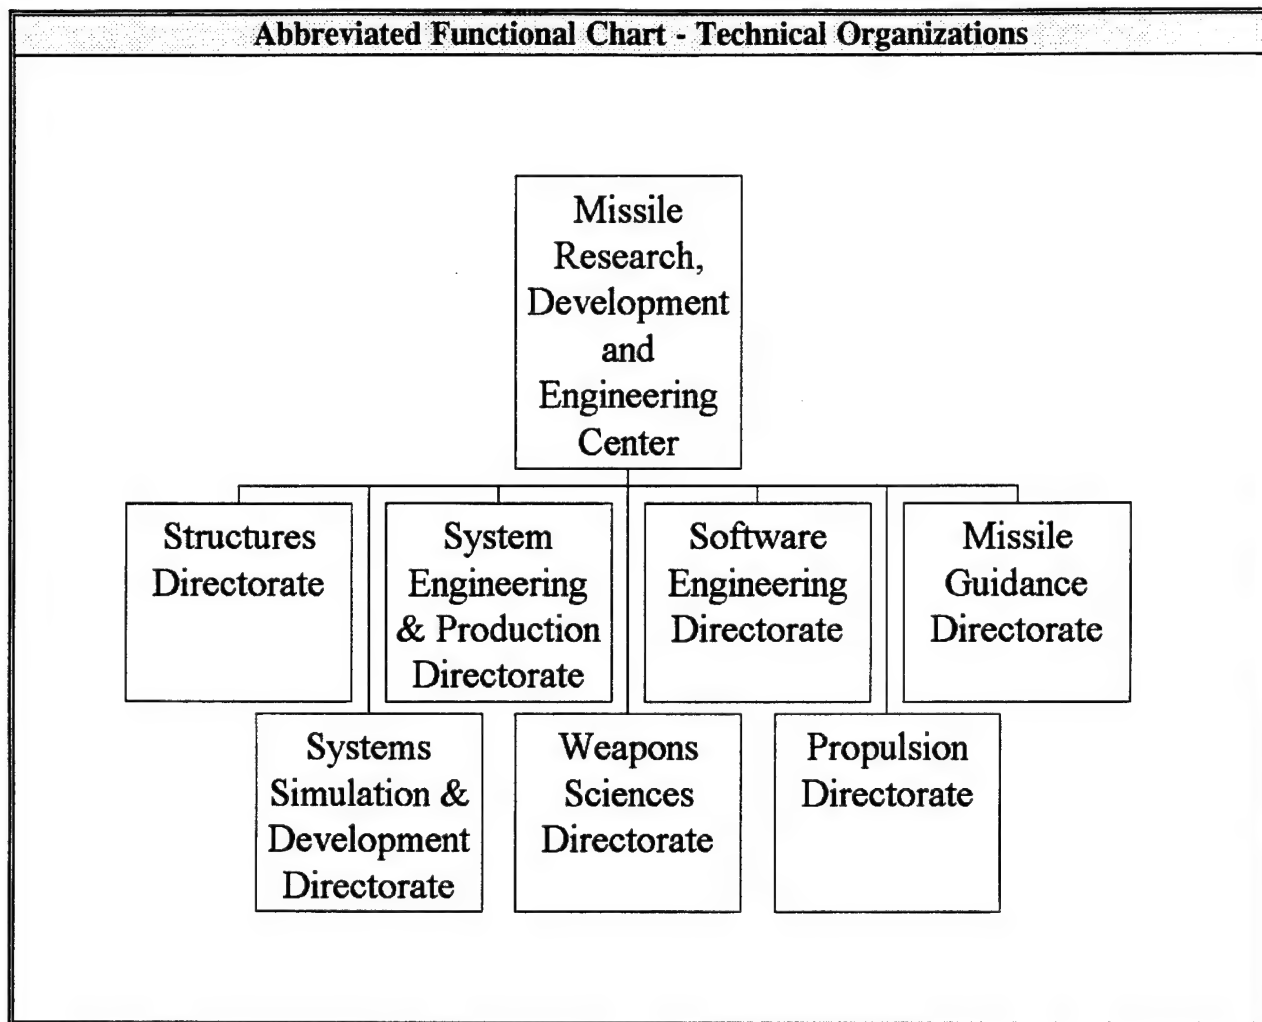 Abbreviated Functional Chart - Technical Organizations
Missile
Research,
Development
and
Engineering
Center
Structures
Directorate
System
Engineering
& Production
Directorate
Software
Engineering
Directorate
Missile
Guidance
Directorate
Systems
Simulation &
Development
Directorate
Weapons
Sciences
Directorate
Propulsion
Directorate